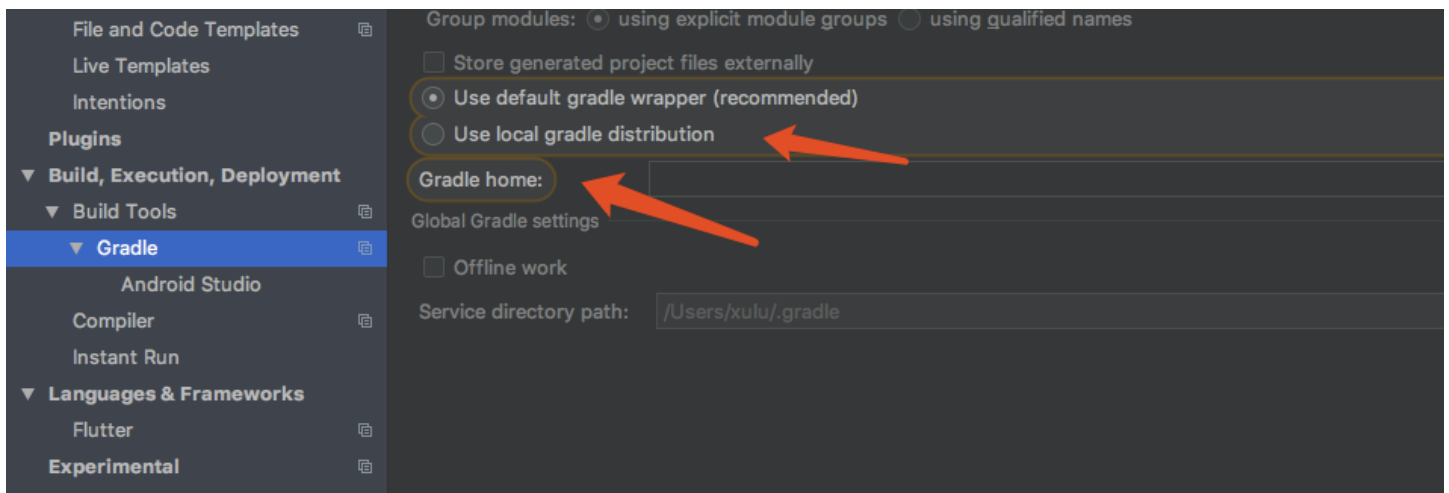 File and Code Templates
Live Templates
Intentions
Plugins
Build, Execution, Deployment
Build Tools
Gradle
Android Studio
Compiler
Instant Run
Languages & Frameworks
Flutter
Experimental
Group modules: using explicit module groups using qualified names
Store generated project files externally
Use default gradle wrapper (recommended)
Use local gradle distribution
Gradle home:
Global Gradle settings
Offline work
Service directory path: /Users/xulu/.gradle